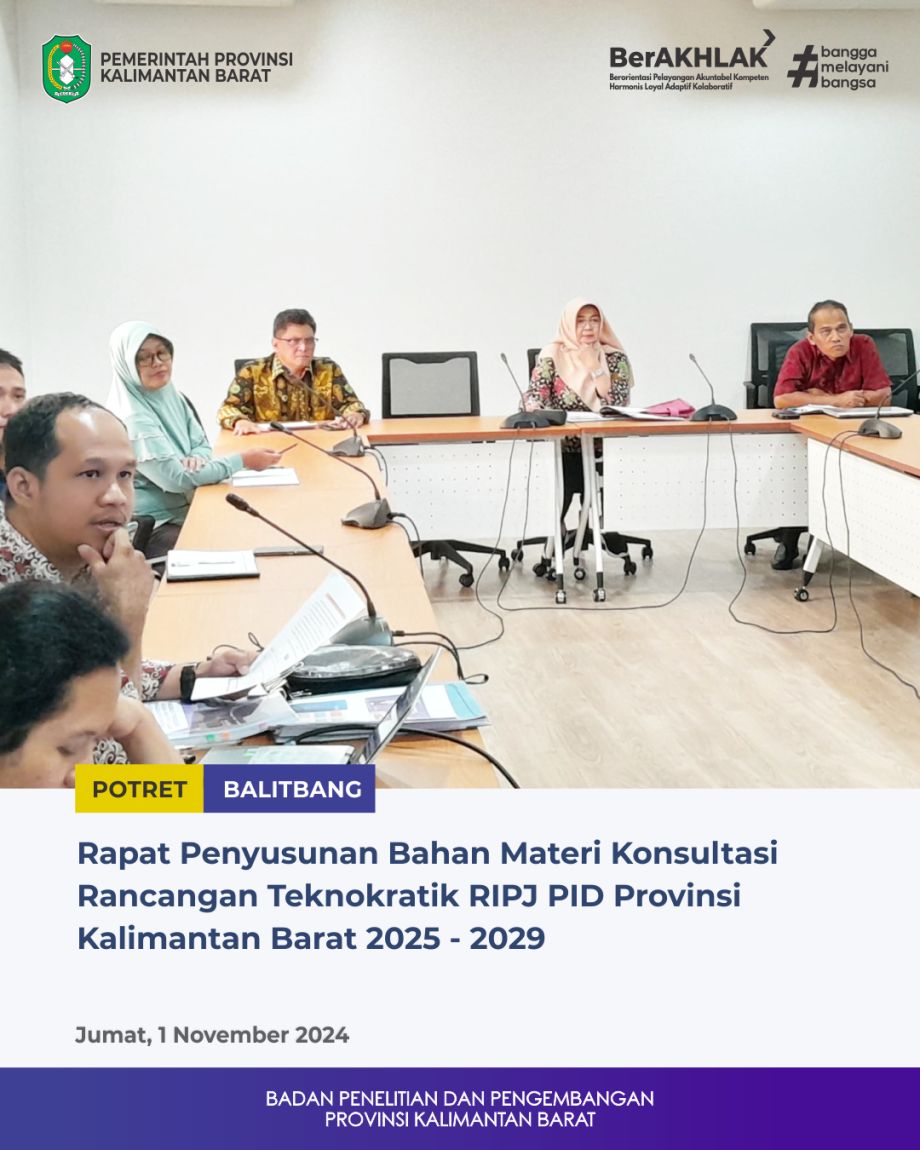 PEMERINTAH PROVINSI
KALIMANTAN BARAT
BerAKHLAK
Berorientasi Pelayangan Akuntabel Kompeten
Harmonis Loyal Adaptif Kolaboratif
#
bangga
melayani
bangsa
POTRET BALITBANG
Rapat Penyusunan Bahan Materi Konsultasi
Rancangan Teknokratik RIPJ PID Provinsi
Kalimantan Barat 2025 - 2029
Jumat, 1 November 2024
BADAN PENELITIAN DAN PENGEMBANGAN
PROVINSI KALIMANTAN BARAT